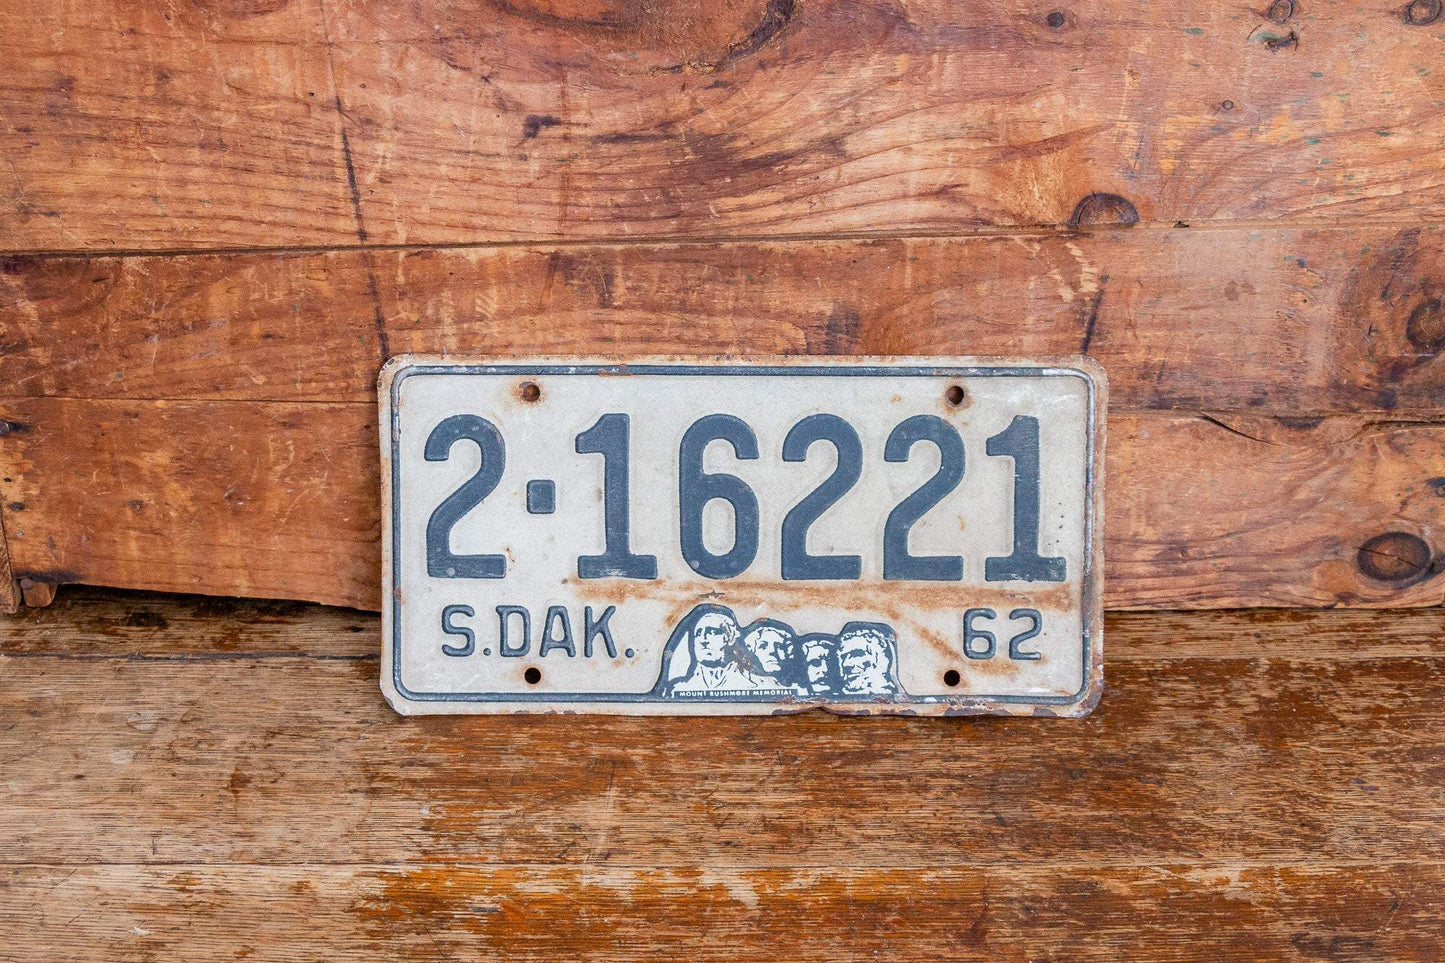 2·16221
S.DAK. 62
MOUNT RUSHMORE MEMORIAL